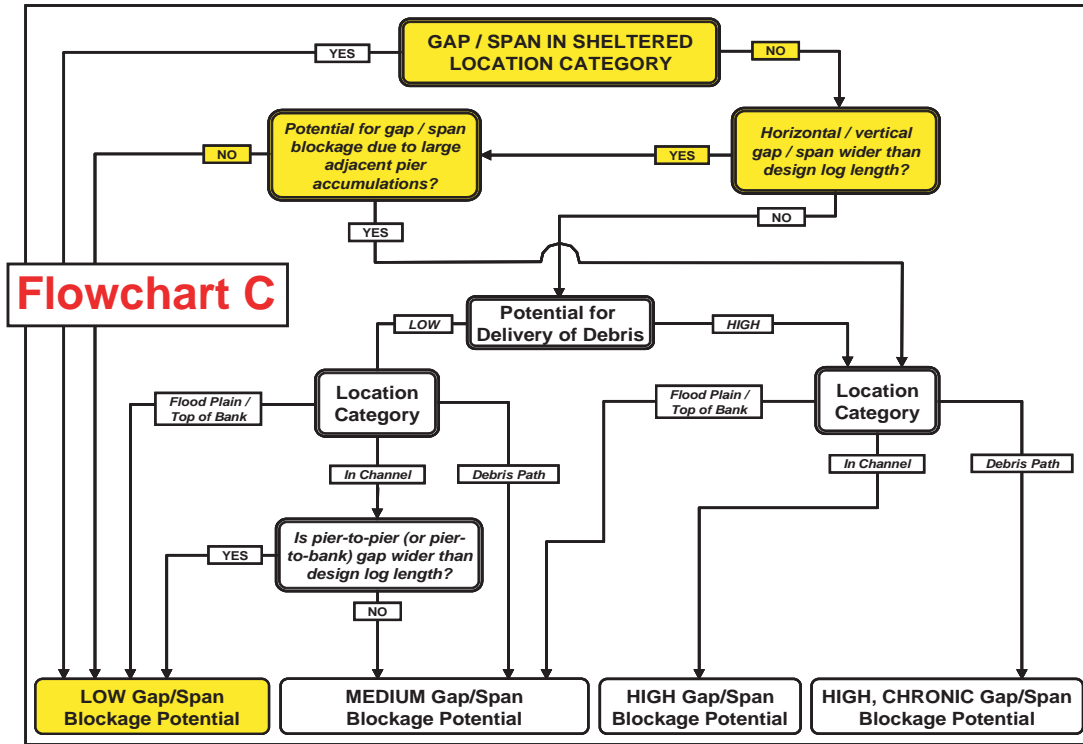 GAP / SPAN IN SHELTERED
LOCATION CATEGORY
YES
NO
Potential for gap / span
blockage due to large
adjacent pier
accumulations?
Horizontal / vertical
gap / span wider than
design log length?
NO
YES
YES
NO
Flowchart C
Potential for
Delivery of Debris
LOW
HIGH
Location
Category
Flood Plain /
Top of Bank
Location
Category
Flood Plain /
Top of Bank
In Channel
Debris Path
In Channel
Debris Path
Is pier-to-pier (or pier-
to-bank) gap wider than
design log length?
YES
NO
LOW Gap/Span
Blockage Potential
MEDIUM Gap/Span
Blockage Potential
HIGH Gap/Span
Blockage Potential
HIGH, CHRONIC Gap/Span
Blockage Potential